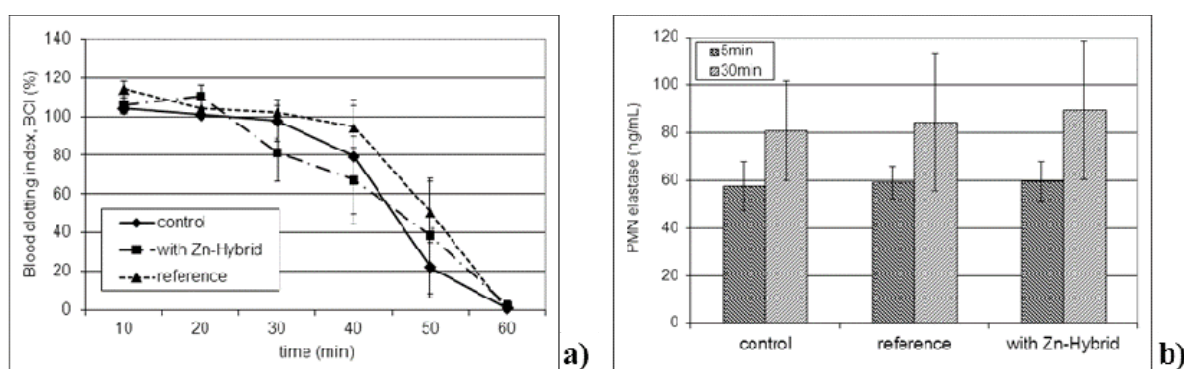 Blood clotting index, BCI (%)
140
120
100
80
60
40
20
0
control
with Zn-Hybrid
reference
10 20 30 40 50 60
time (min)
a)
PMN elastase (ng/mL)
120
100
80
60
40
20
0
5min
30min
control reference with Zn-Hybrid
b)